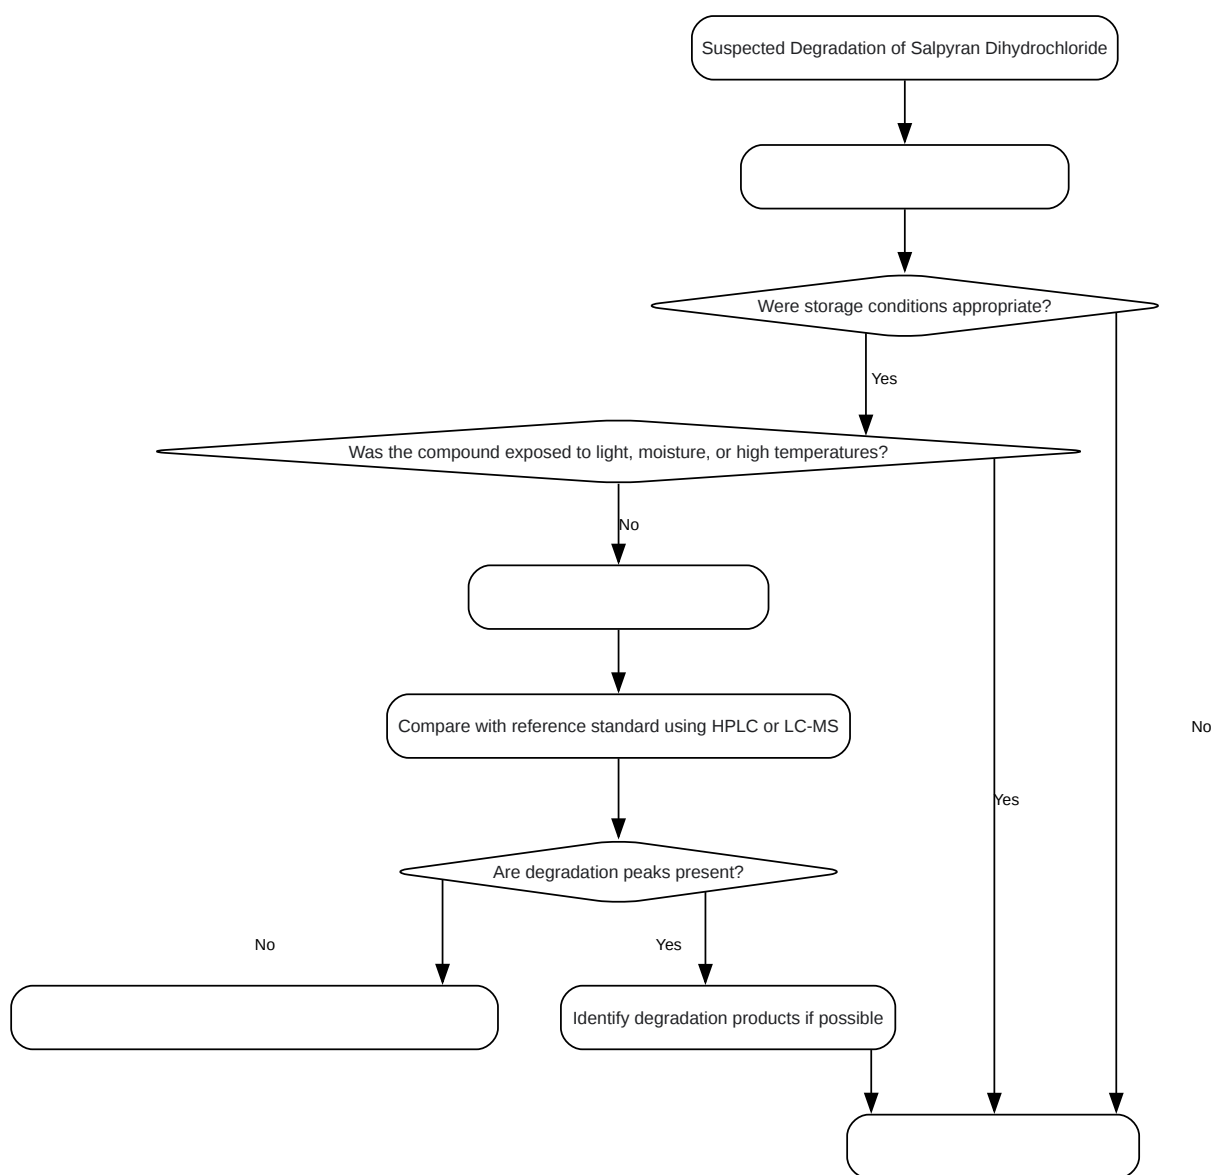 Suspected Degradation of Salpyran Dihydrochloride
Were storage conditions appropriate?
Yes
Was the compound exposed to light, moisture, or high temperatures?
No
Compare with reference standard using HPLC or LC-MS
No
Yes
Are degradation peaks present?
No
Yes
Identify degradation products if possible